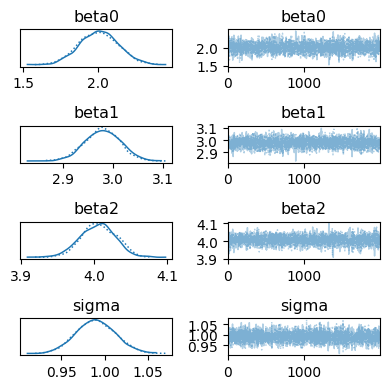 beta0 beta0
2.0
1.5
1.5 2.0 0 1000
beta1 beta1
3.1
3.0
2.9
2.9 3.0 3.1 0 1000
beta2 beta2
4.1
4.0
3.9
3.9 4.0 4.1 0 1000
sigma sigma
1.05
1.00
0.95
0.95 1.00 1.05 0 1000